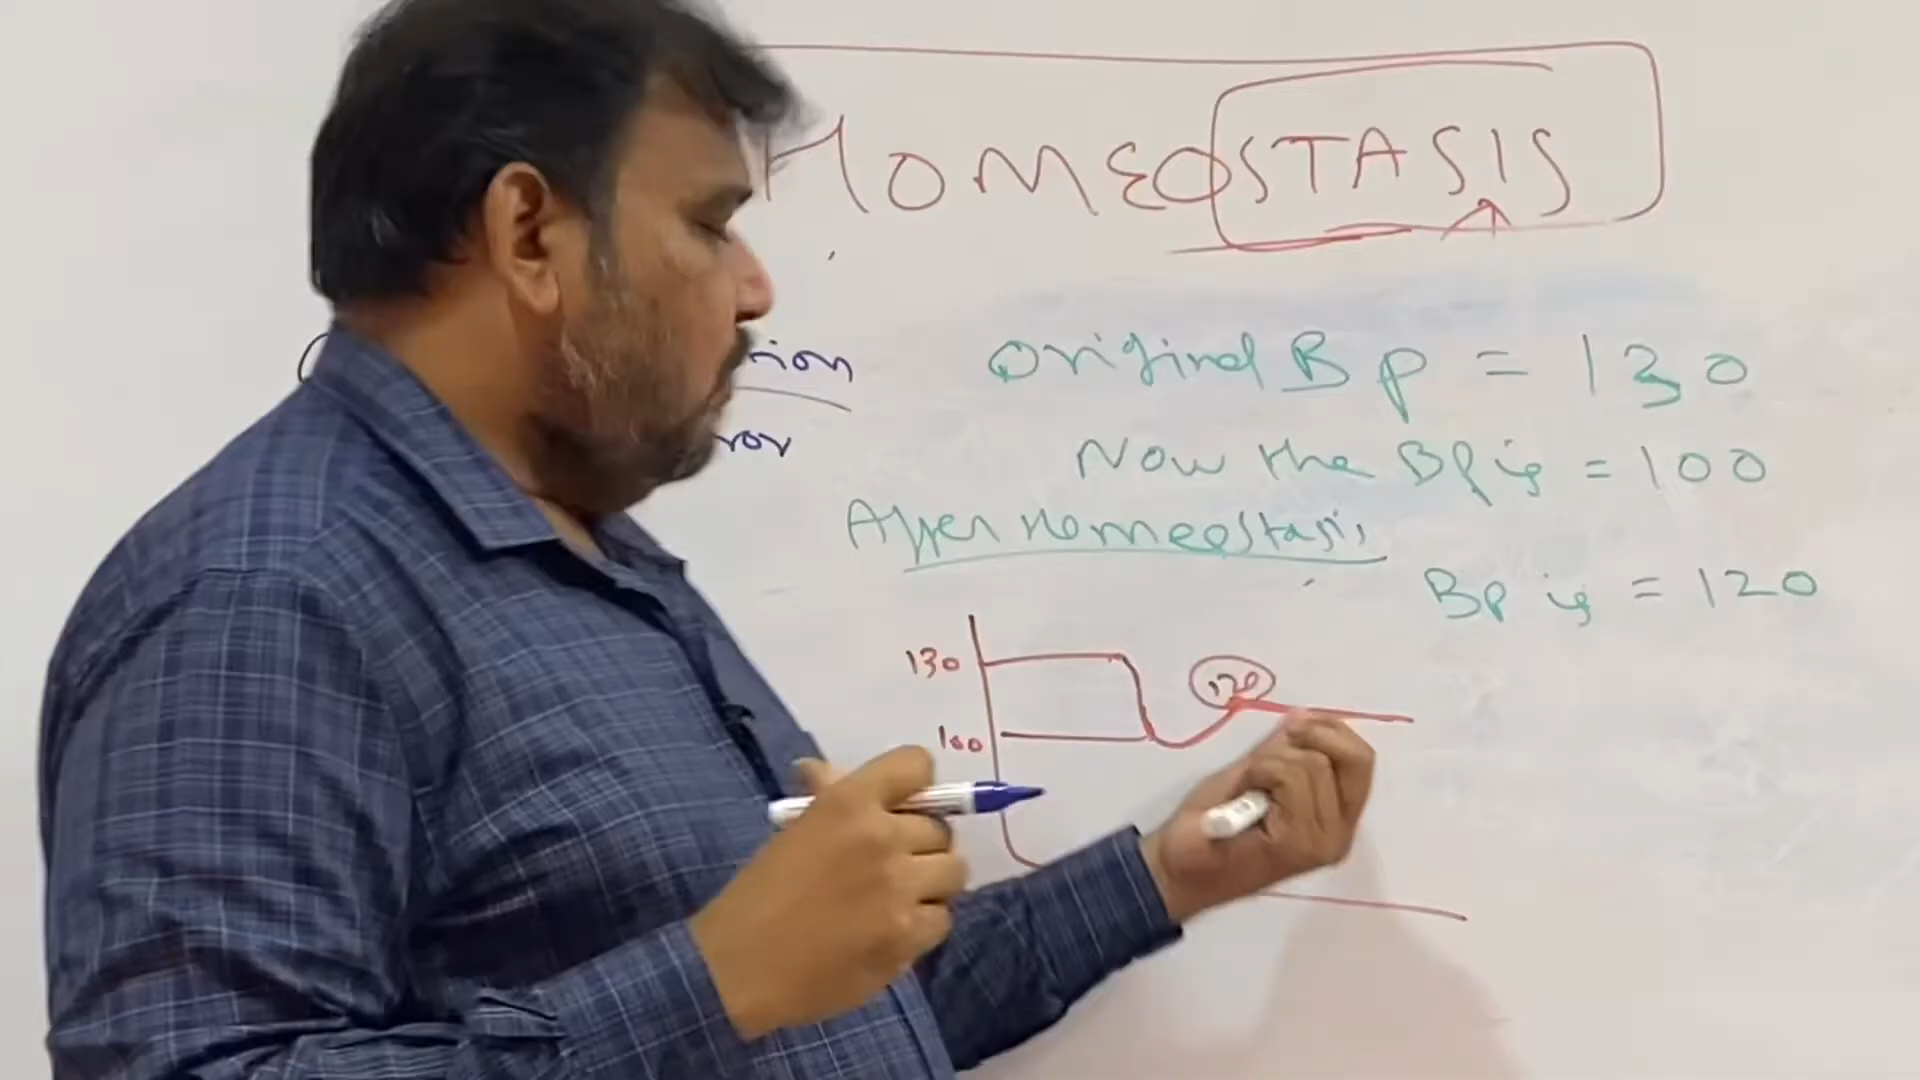 HOMEOSTASIS
Original Bp = 130
Now the Bp is = 100
After Homeostasis
Bp is = 120
130
120
100